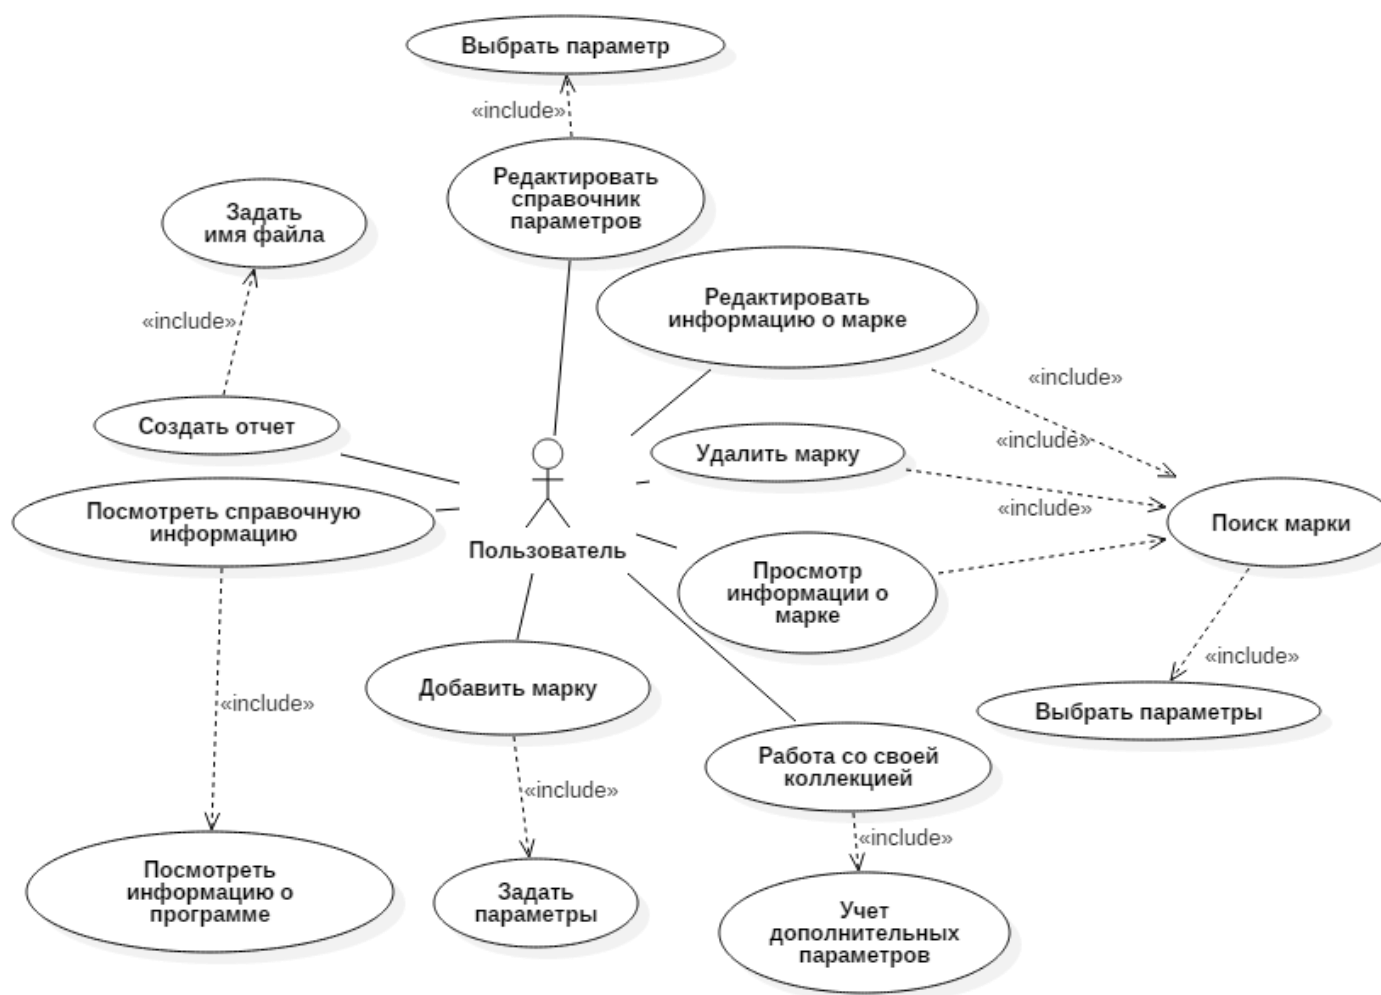 Выбрать параметр
«include»
Редактировать
справочник
параметров
Задать
имя файла
«include»
Редактировать
информацию о марке
«include»
Создать отчет
Удалить марку
«include»
Посмотреть справочную
информацию
Пользователь
«include»
Поиск марки
Просмотр
информации о
марке
«include»
Добавить марку
«include»
Выбрать параметры
Работа со своей
коллекцией
«include»
«include»
Посмотреть
информацию о
программе
Задать
параметры
Учет
дополнительных
параметров